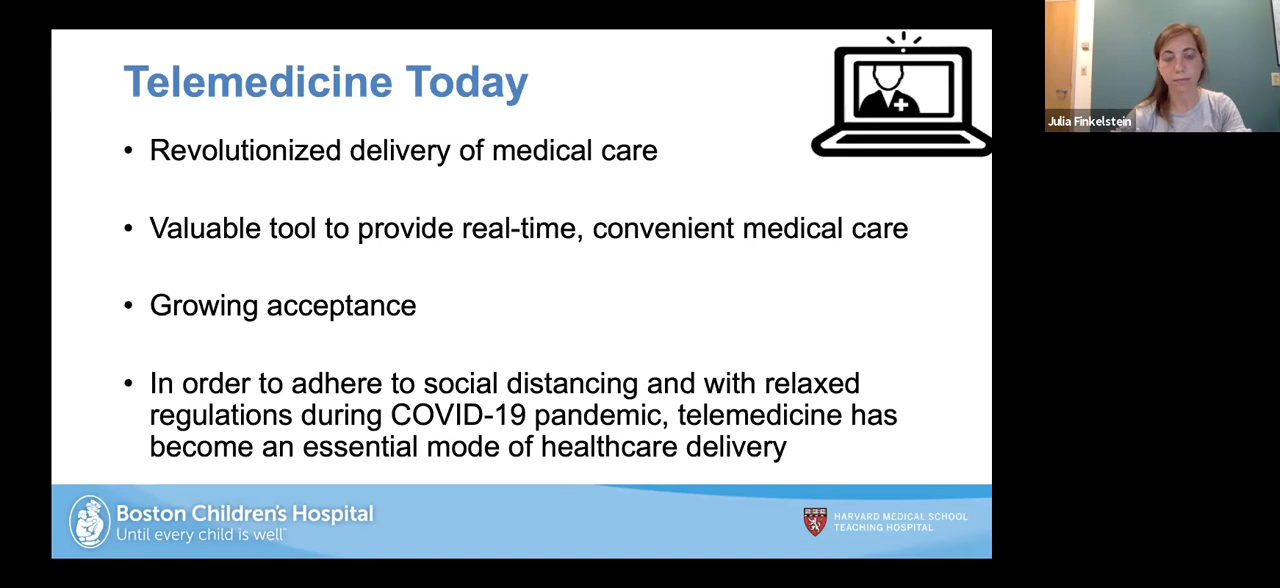 Telemedicine Today
• Revolutionized delivery of medical care
• Valuable tool to provide real-time, convenient medical care
• Growing acceptance
• In order to adhere to social distancing and with relaxed
regulations during COVID-19 pandemic, telemedicine has
become an essential mode of healthcare delivery
Boston Children's Hospital
Until every child is well™
HARVARD MEDICAL SCHOOL
TEACHING HOSPITAL
Julia Finkelstein